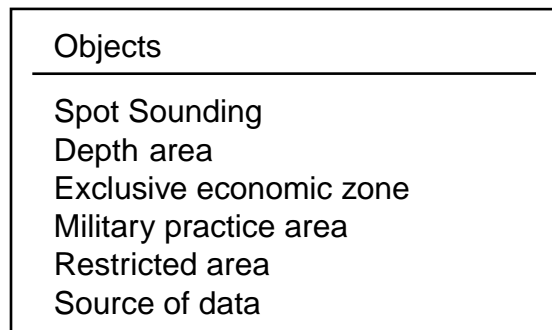 Objects
Spot Sounding
Depth area
Exclusive economic zone
Military practice area
Restricted area
Source of data